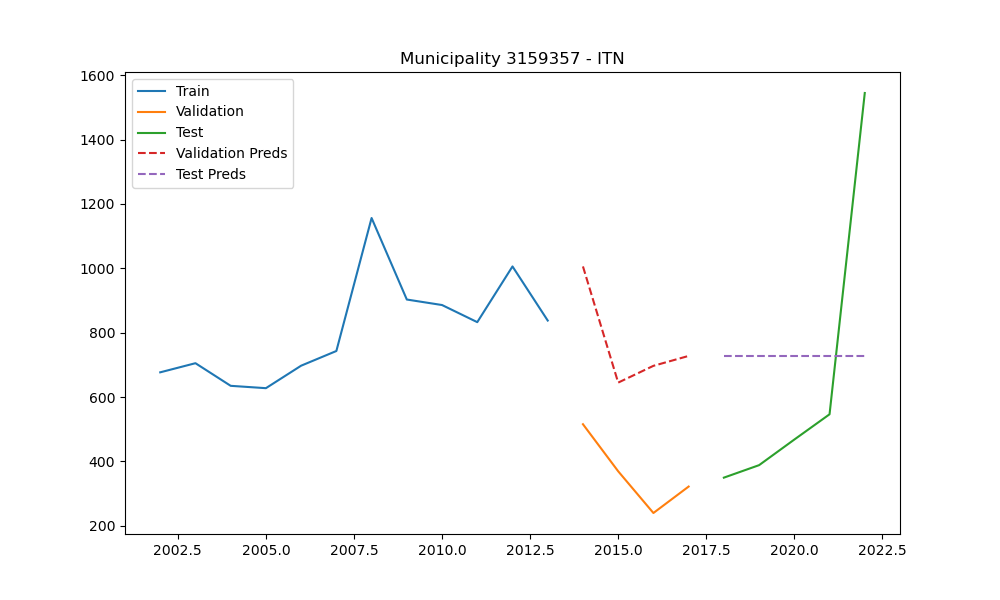 Municipality 3159357 - ITN
1600
1400
1200
1000
800
600
400
200
Train
Validation
Test
Validation Preds
Test Preds
2002.5 2005.0 2007.5 2010.0 2012.5 2015.0 2017.5 2020.0 2022.5